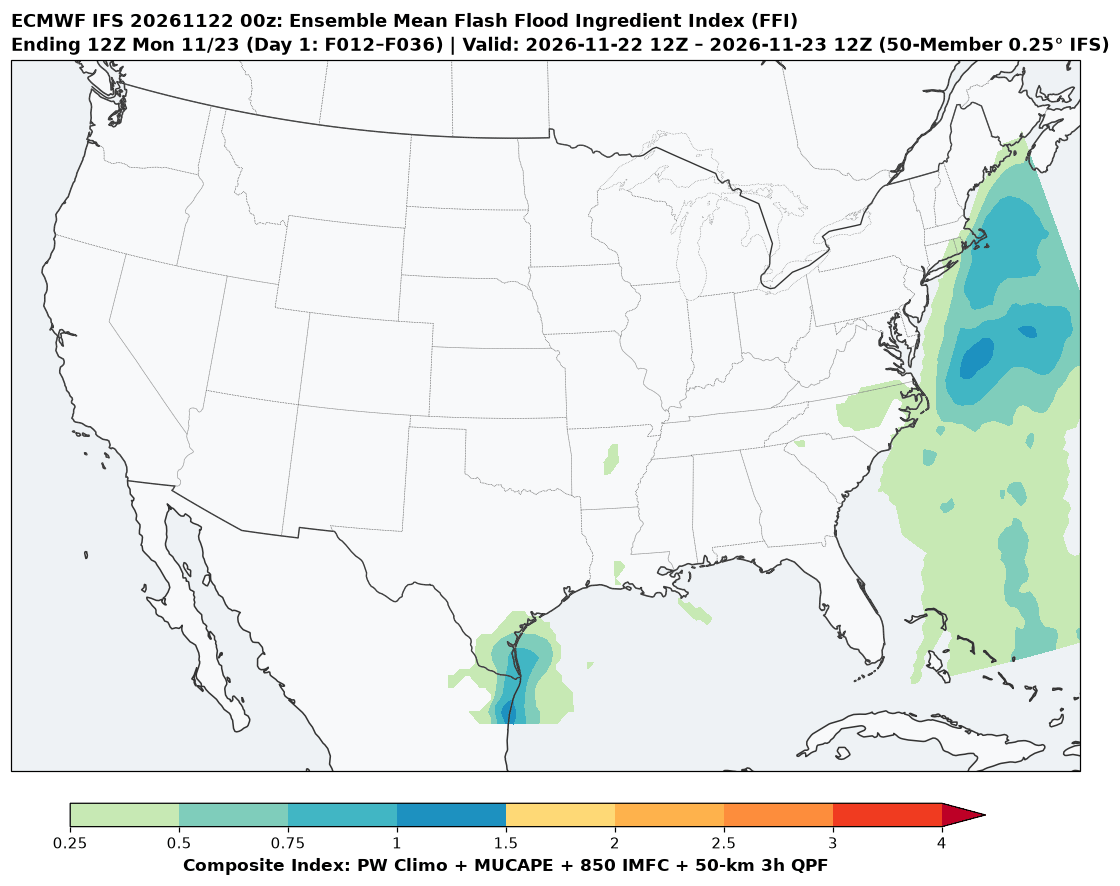 ECMWF IFS 20261122 00z: Ensemble Mean Flash Flood Ingredient Index (FFI)
Ending 12Z Mon 11/23 (Day 1: F012–F036) | Valid: 2026-11-22 12Z – 2026-11-23 12Z (50-Member 0.25° IFS)
0.25 0.5 0.75 1 1.5 2 2.5 3 4
Composite Index: PW Climo + MUCAPE + 850 IMFC + 50-km 3h QPF